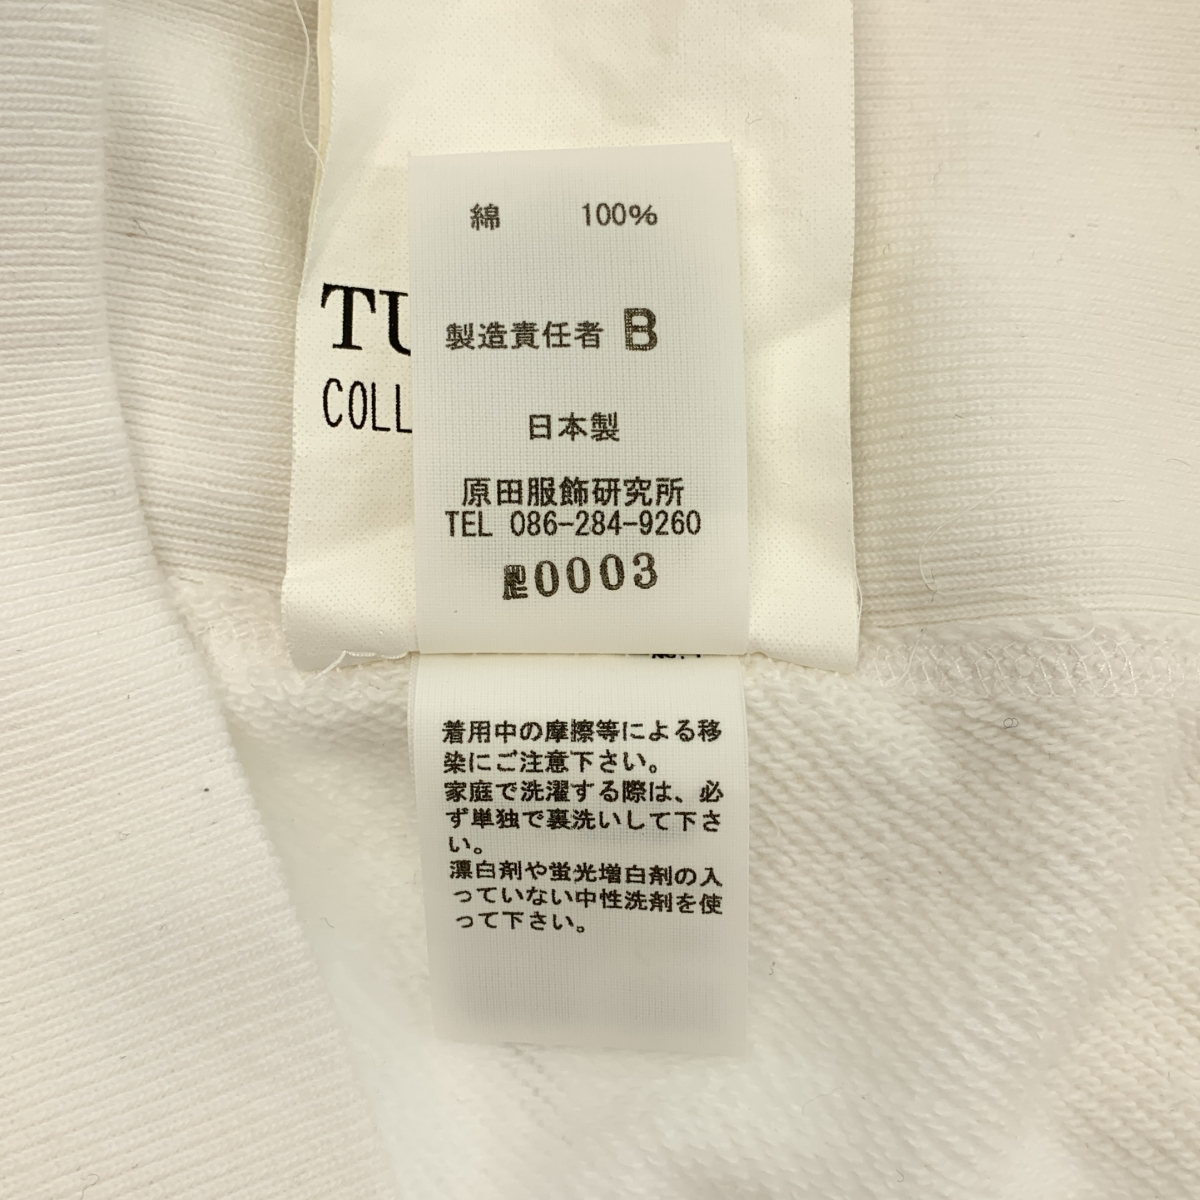 綿 100%
TU
COLL
製造責任者 B
日本製
原田服飾研究所
TEL 086-284-9260
0003
着用中の摩擦等による移
染にご注意下さい。
家庭で洗濯する際は、必
ず単独で裏洗いして下さ
い。
漂白剤や蛍光増白剤の入
っていない中性洗剤を使
って下さい。